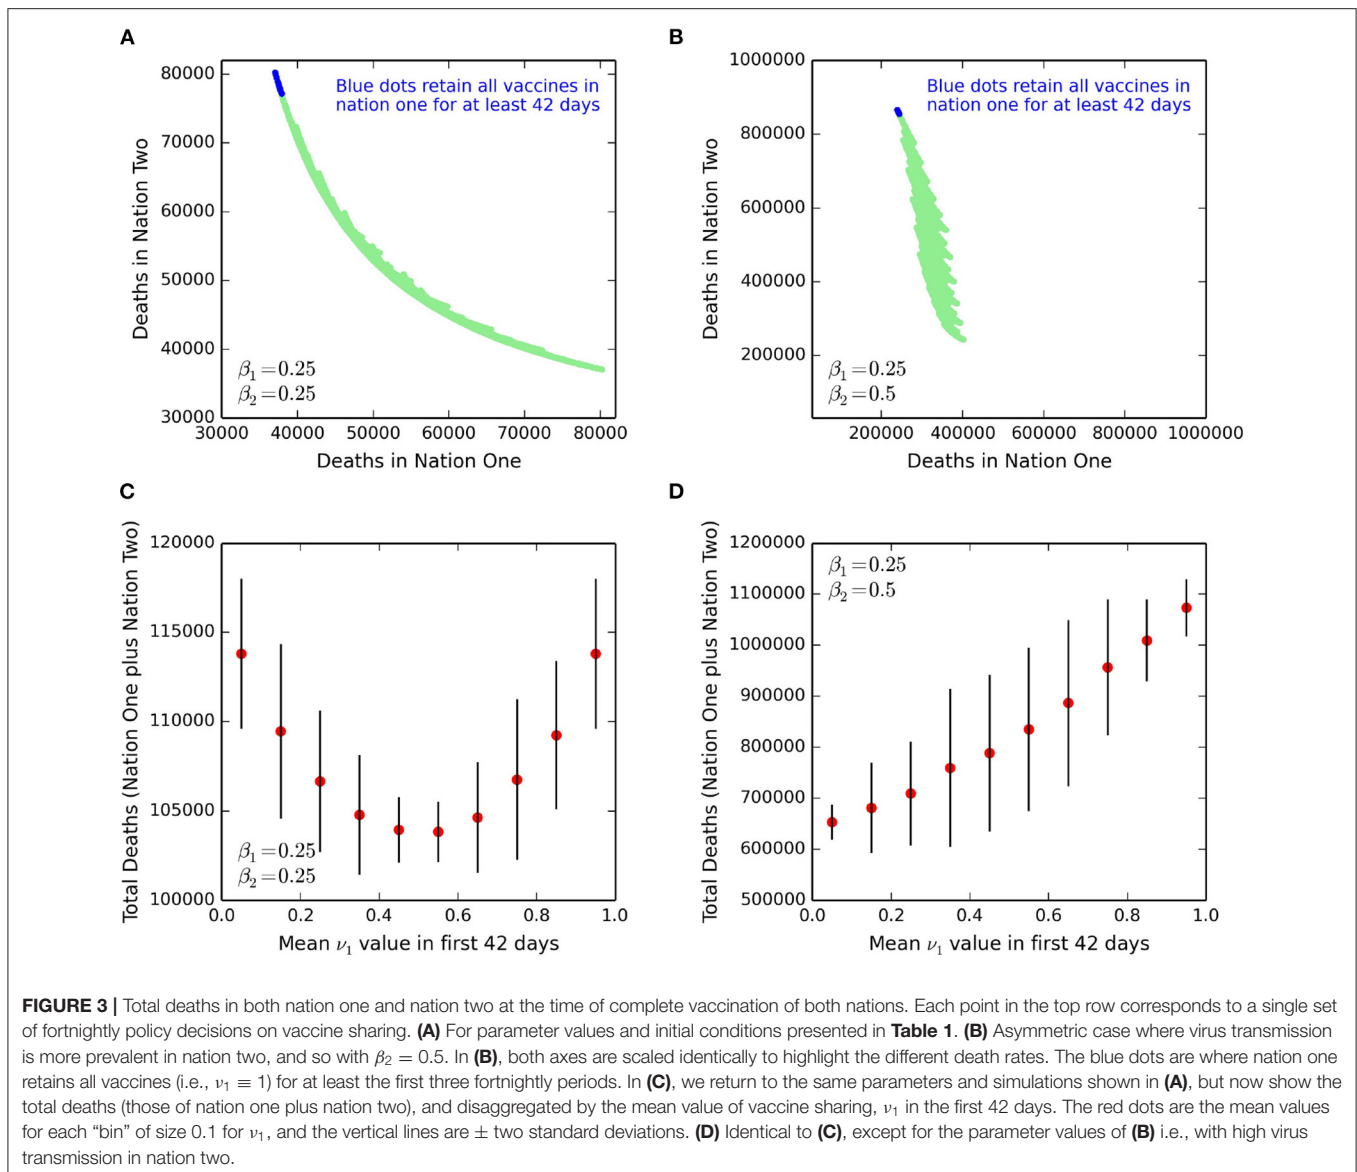 A
80000
70000
60000
50000
40000
30000
Deaths in Nation Two
Blue dots retain all vaccines in
nation one for at least 42 days
β1=0.25
β2=0.25
30000 40000 50000 60000 70000 80000
Deaths in Nation One
B
1000000
800000
600000
400000
200000
Deaths in Nation Two
Blue dots retain all vaccines in
nation one for at least 42 days
β1=0.25
β2=0.5
200000 400000 600000 800000 1000000
Deaths in Nation One
C
120000
115000
110000
105000
100000
Total Deaths (Nation One plus Nation Two)
β1=0.25
β2=0.25
0.0 0.2 0.4 0.6 0.8 1.0
Mean ν1 value in first 42 days
D
1200000
1100000
1000000
900000
800000
700000
600000
500000
Total Deaths (Nation One plus Nation Two)
β1=0.25
β2=0.5
0.0 0.2 0.4 0.6 0.8 1.0
Mean ν1 value in first 42 days
FIGURE 3 | Total deaths in both nation one and nation two at the time of complete vaccination of both nations. Each point in the top row corresponds to a single set
of fortnightly policy decisions on vaccine sharing. (A) For parameter values and initial conditions presented in Table 1. (B) Asymmetric case where virus transmission
is more prevalent in nation two, and so with β2 = 0.5. In (B), both axes are scaled identically to highlight the different death rates. The blue dots are where nation one
retains all vaccines (i.e., ν1 ≡ 1) for at least the first three fortnightly periods. In (C), we return to the same parameters and simulations shown in (A), but now show the
total deaths (those of nation one plus nation two), and disaggregated by the mean value of vaccine sharing, ν1 in the first 42 days. The red dots are the mean values
for each “bin” of size 0.1 for ν1, and the vertical lines are ± two standard deviations. (D) Identical to (C), except for the parameter values of (B) i.e., with high virus
transmission in nation two.